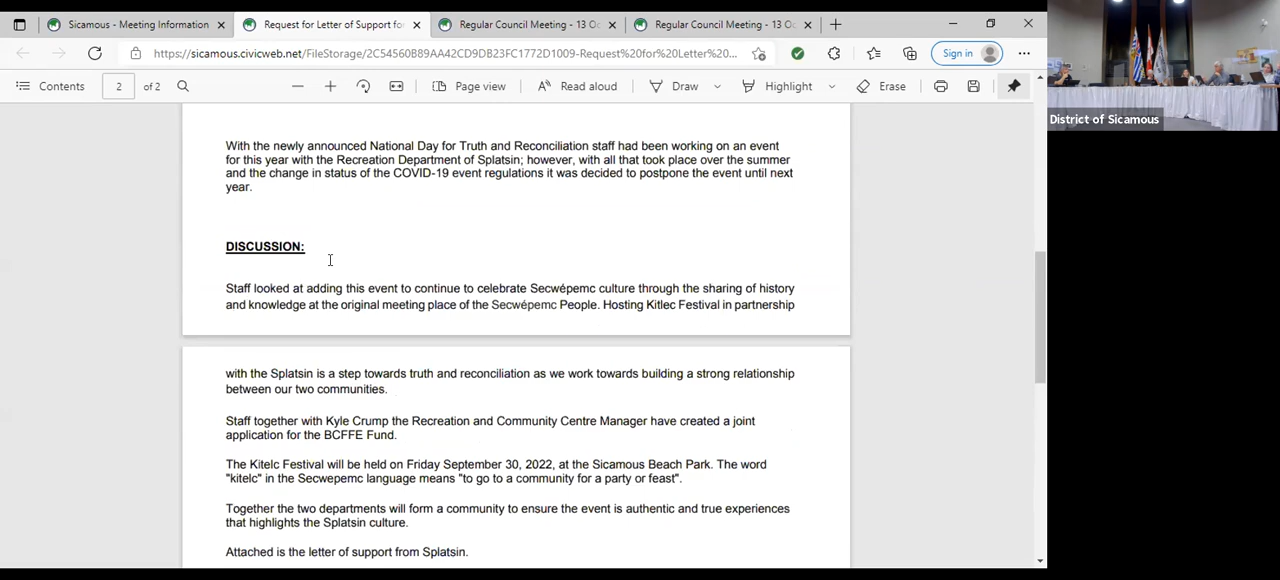 Sicamous - Meeting Information
Request for Letter of Support for
Regular Council Meeting - 13 Oc
Regular Council Meeting - 13 Oc
https://sicamous.civicweb.net/FileStorage/2C54560B89AA42CD9DB23FC1772D1009-Request%20for%20Letter%20...
Sign in
Contents
2
of 2
Page view
Read aloud
Draw
Highlight
Erase
District of Sicamous
With the newly announced National Day for Truth and Reconciliation staff had been working on an event
for this year with the Recreation Department of Splatsin; however, with all that took place over the summer
and the change in status of the COVID-19 event regulations it was decided to postpone the event until next
year.
DISCUSSION:
Staff looked at adding this event to continue to celebrate Secwépemc culture through the sharing of history
and knowledge at the original meeting place of the Secwépemc People. Hosting Kitlec Festival in partnership
with the Splatsin is a step towards truth and reconciliation as we work towards building a strong relationship
between our two communities.
Staff together with Kyle Crump the Recreation and Community Centre Manager have created a joint
application for the BCFFE Fund.
The Kitelc Festival will be held on Friday September 30, 2022, at the Sicamous Beach Park. The word
"kitelc" in the Secwepemc language means "to go to a community for a party or feast".
Together the two departments will form a community to ensure the event is authentic and true experiences
that highlights the Splatsin culture.
Attached is the letter of support from Splatsin.